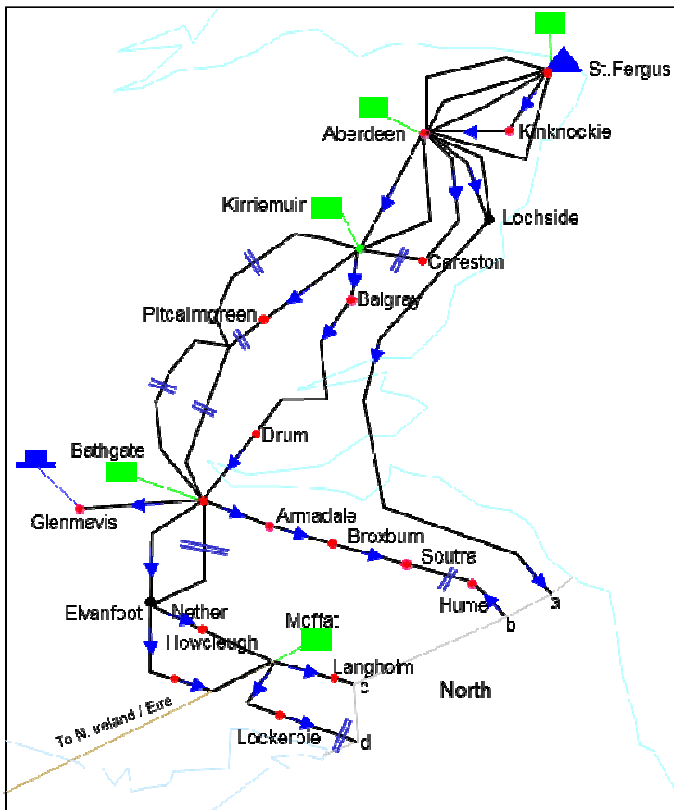 St. Fergus
Kinknockie
Aberdeen
Kirriemuir
Lochside
Careston
Balgray
Pitcairngreen
Drum
Bathgate
Glenmavis
Armadale
Broxburn
Soutra
Hume
a
b
Elvanfoot
Nether
Howcleugh
Moffat
Langholm
c
North
To N. Ireland / Eire
Lockerbie
d